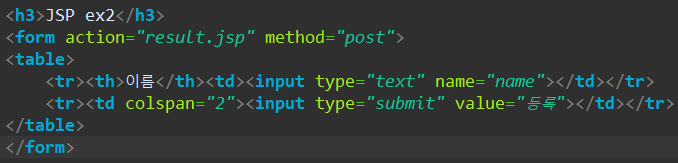 <h3>JSP ex2</h3>
<form action="result.jsp" method="post">
<table>
    <tr><th>이름</th><td><input type="text" name="name"></td></tr>
    <tr><td colspan="2"><input type="submit" value="등록"></td></tr>
</table>
</form>